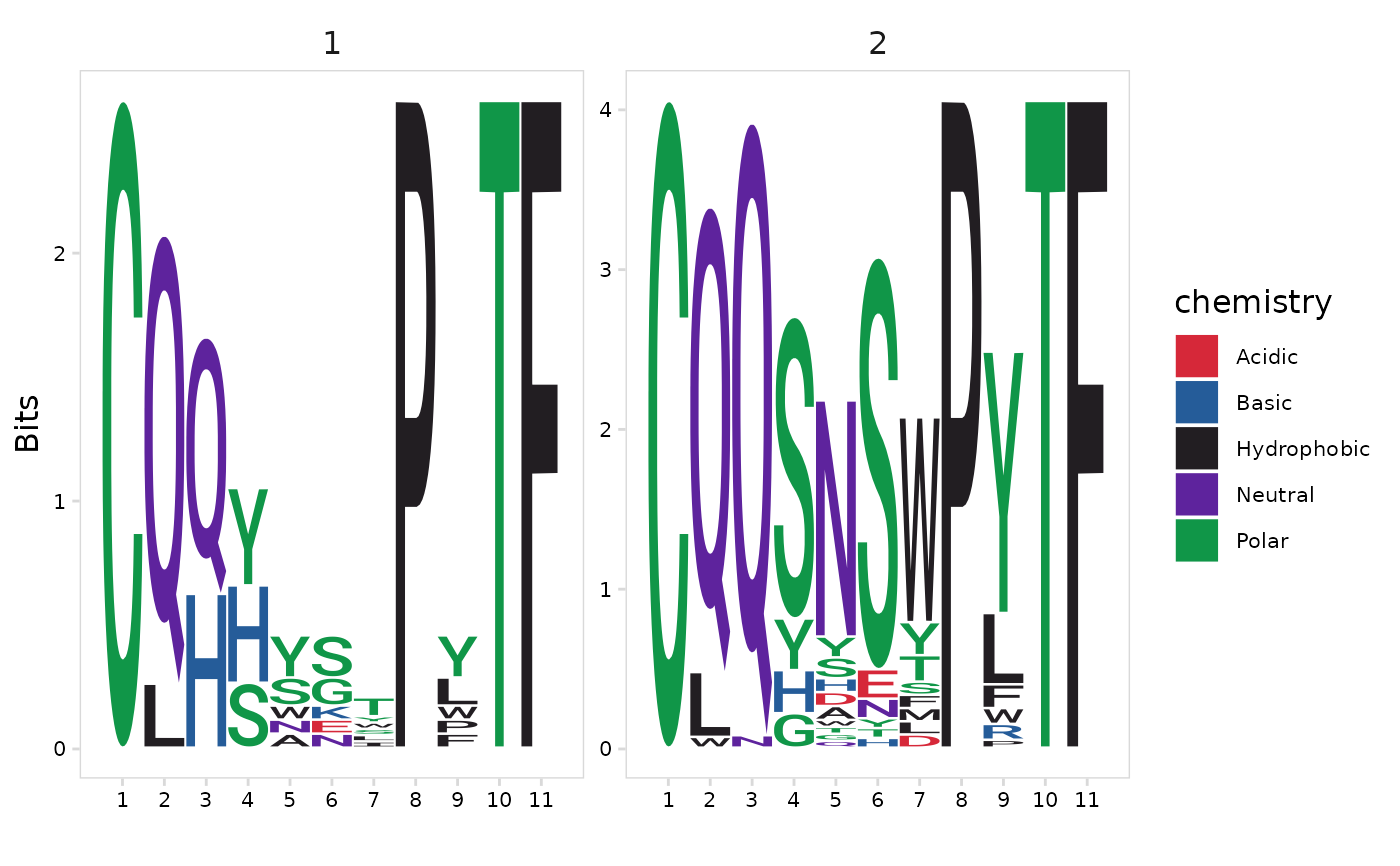 1
2
Bits
2
1
0
C
Q L
Q H
Y H S
Y S W N A
S G K E N
T
P
Y L W P F
T
F
1 2 3 4 5 6 7 8 9 10 11
4
3
2
1
0
C
Q L W
Q N
S Y H G
N Y S H D A
S E N Y T H
W Y T S F M L D
P
Y L F W R P
T
F
1 2 3 4 5 6 7 8 9 10 11
chemistry
Acidic
Basic
Hydrophobic
Neutral
Polar